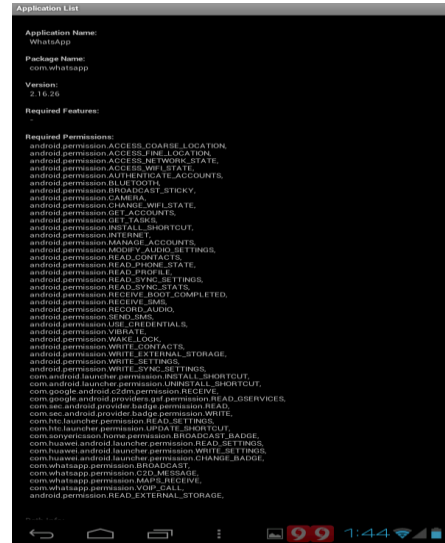 Application List
Application Name:
WhatsApp
Package Name:
com.whatsapp
Version:
2.16.26
Required Features:
-
Required Permissions:
android.permission.ACCESS_COARSE_LOCATION,
android.permission.ACCESS_FINE_LOCATION,
android.permission.ACCESS_NETWORK_STATE,
android.permission.ACCESS_WIFI_STATE,
android.permission.AUTHENTICATE_ACCOUNTS,
android.permission.BLUETOOTH,
android.permission.BROADCAST_STICKY,
android.permission.CAMERA,
android.permission.CHANGE_WIFI_STATE,
android.permission.GET_ACCOUNTS,
android.permission.GET_TASKS,
android.permission.INSTALL_SHORTCUT,
android.permission.INTERNET,
android.permission.MANAGE_ACCOUNTS,
android.permission.MODIFY_AUDIO_SETTINGS,
android.permission.READ_CONTACTS,
android.permission.READ_PHONE_STATE,
android.permission.READ_PROFILE,
android.permission.READ_SYNC_SETTINGS,
android.permission.READ_SYNC_STATS,
android.permission.RECEIVE_BOOT_COMPLETED,
android.permission.RECEIVE_SMS,
android.permission.RECORD_AUDIO,
android.permission.SEND_SMS,
android.permission.USE_CREDENTIALS,
android.permission.VIBRATE,
android.permission.WAKE_LOCK,
android.permission.WRITE_CONTACTS,
android.permission.WRITE_EXTERNAL_STORAGE,
android.permission.WRITE_SETTINGS,
android.permission.WRITE_SYNC_SETTINGS,
com.android.launcher.permission.INSTALL_SHORTCUT,
com.android.launcher.permission.UNINSTALL_SHORTCUT,
com.google.android.c2dm.permission.RECEIVE,
com.google.android.providers.gsf.permission.READ_GSERVICES,
com.sec.android.provider.badge.permission.READ,
com.sec.android.provider.badge.permission.WRITE,
com.htc.launcher.permission.READ_SETTINGS,
com.htc.launcher.permission.UPDATE_SHORTCUT,
com.sonyericsson.home.permission.BROADCAST_BADGE,
com.huawei.android.launcher.permission.READ_SETTINGS,
com.huawei.android.launcher.permission.WRITE_SETTINGS,
com.huawei.android.launcher.permission.CHANGE_BADGE,
com.whatsapp.permission.BROADCAST,
com.whatsapp.permission.C2D_MESSAGE,
com.whatsapp.permission.MAPS_RECEIVE,
com.whatsapp.permission.VOIP_CALL,
android.permission.READ_EXTERNAL_STORAGE,
9 9 1:44